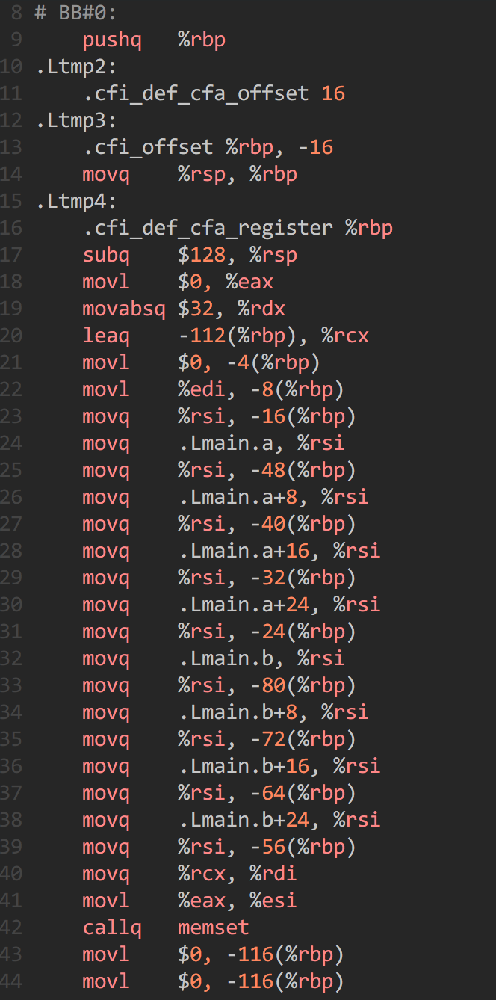 8 # BB#0:
9 pushq %rbp
10 .Ltmp2:
11 .cfi_def_cfa_offset 16
12 .Ltmp3:
13 .cfi_offset %rbp, -16
14 movq %rsp, %rbp
15 .Ltmp4:
16 .cfi_def_cfa_register %rbp
17 subq $128, %rsp
18 movl $0, %eax
19 movabsq $32, %rdx
20 leaq -112(%rbp), %rcx
21 movl $0, -4(%rbp)
22 movl %edi, -8(%rbp)
23 movq %rsi, -16(%rbp)
24 movq .Lmain.a, %rsi
25 movq %rsi, -48(%rbp)
26 movq .Lmain.a+8, %rsi
27 movq %rsi, -40(%rbp)
28 movq .Lmain.a+16, %rsi
29 movq %rsi, -32(%rbp)
30 movq .Lmain.a+24, %rsi
31 movq %rsi, -24(%rbp)
32 movq .Lmain.b, %rsi
33 movq %rsi, -80(%rbp)
34 movq .Lmain.b+8, %rsi
35 movq %rsi, -72(%rbp)
36 movq .Lmain.b+16, %rsi
37 movq %rsi, -64(%rbp)
38 movq .Lmain.b+24, %rsi
39 movq %rsi, -56(%rbp)
40 movq %rcx, %rdi
41 movl %eax, %esi
42 callq memset
43 movl $0, -116(%rbp)
44 movl $0, -116(%rbp)